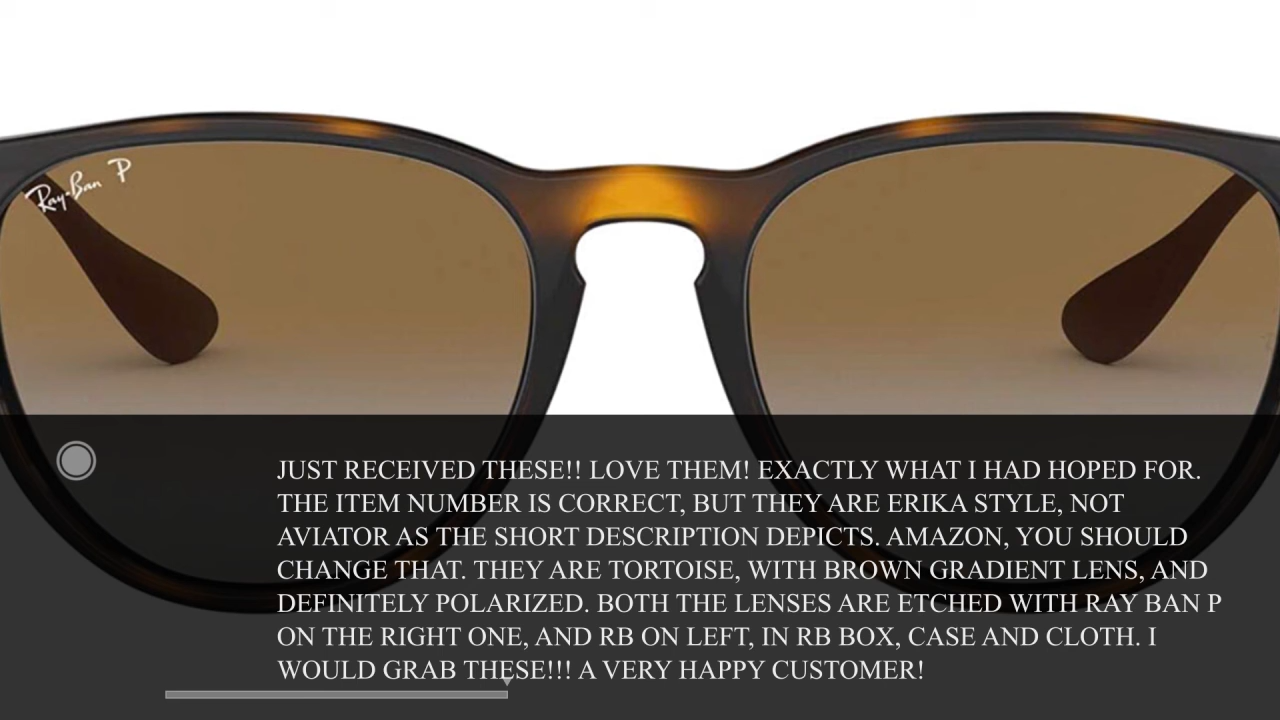 Ray-Ban P
JUST RECEIVED THESE!! LOVE THEM! EXACTLY WHAT I HAD HOPED FOR.
THE ITEM NUMBER IS CORRECT, BUT THEY ARE ERIKA STYLE, NOT
AVIATOR AS THE SHORT DESCRIPTION DEPICTS. AMAZON, YOU SHOULD
CHANGE THAT. THEY ARE TORTOISE, WITH BROWN GRADIENT LENS, AND
DEFINITELY POLARIZED. BOTH THE LENSES ARE ETCHED WITH RAY BAN P
ON THE RIGHT ONE, AND RB ON LEFT, IN RB BOX, CASE AND CLOTH. I
WOULD GRAB THESE!!! A VERY HAPPY CUSTOMER!